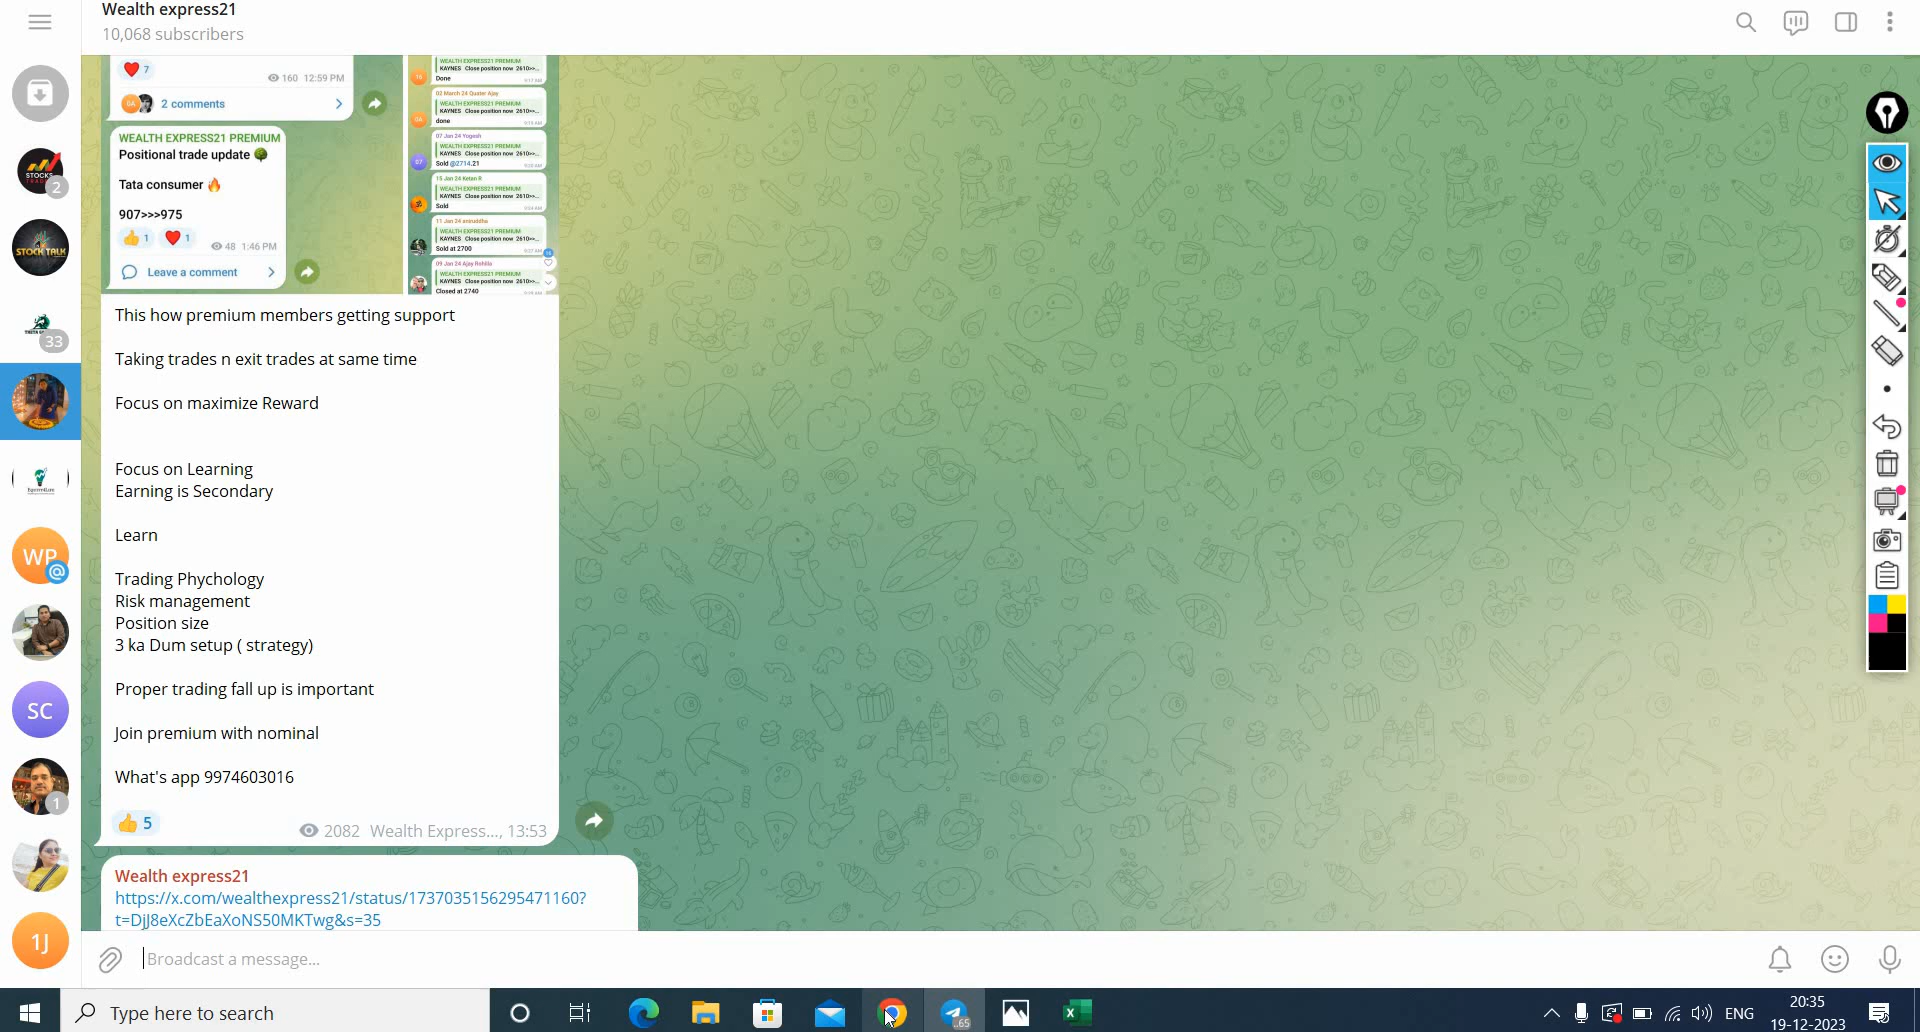 Wealth express21
10,068 subscribers
7
160 12:59 PM
2 comments
WEALTH EXPRESS21 PREMIUM
Positional trade update
Tata consumer
907>>>975
1 1
48 1:46 PM
Leave a comment
WEALTH EXPRESS21 PREMIUM
KAYNES Close position now 2610>>...
Done
02 March 24 Quater Ajay
WEALTH EXPRESS21 PREMIUM
KAYNES Close position now 2610>>...
done
07 Jan 24 Yogesh
WEALTH EXPRESS21 PREMIUM
KAYNES Close position now 2610>>...
Sold @2714.21
15 Jan 24 Ketan R
WEALTH EXPRESS21 PREMIUM
KAYNES Close position now 2610>>...
Sold
11 Jan 24 aniruddha
WEALTH EXPRESS21 PREMIUM
KAYNES Close position now 2610>>...
Sold at 2700
09 Jan 24 Ajay Rohilla
WEALTH EXPRESS21 PREMIUM
KAYNES Close position now 2610>>...
Closed at 2740
This how premium members getting support
Taking trades n exit trades at same time
Focus on maximize Reward
Focus on Learning
Earning is Secondary
Learn
Trading Phychology
Risk management
Position size
3 ka Dum setup ( strategy)
Proper trading fall up is important
Join premium with nominal
What's app 9974603016
5
2082 Wealth Express..., 13:53
Wealth express21
https://x.com/wealthexpress21/status/1737035156295471160?
t=DjJ8eXcZbEaXoNS50MKTwg&s=35
Broadcast a message...
2
STOCK TALK
33
WP
@
SC
1
1J
Type here to search
..65
ENG
20:35
19-12-2023